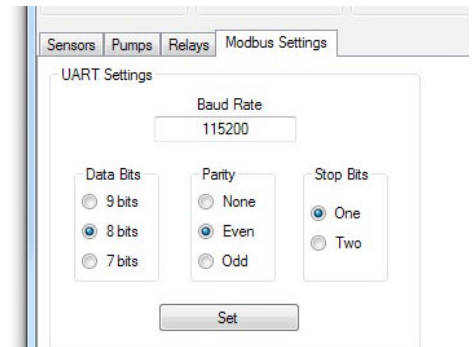 Sensors Pumps Relays Modbus Settings
UART Settings
Baud Rate
115200
Data Bits
9 bits
8 bits
7 bits
Parity
None
Even
Odd
Stop Bits
One
Two
Set